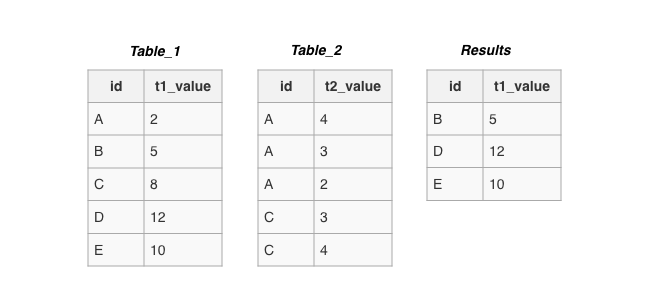 Table_1 Table_2 Results
id t1_value id t2_value id t1_value
A 2 A 4 B 5
B 5 A 3 D 12
C 8 A 2 E 10
D 12 C 3
E 10 C 4